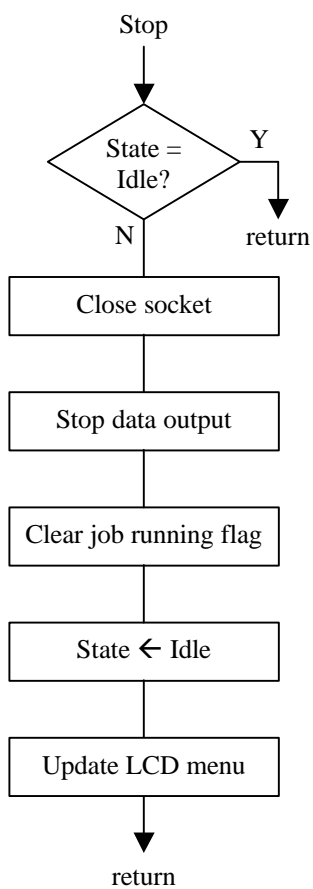 Stop
State =
Idle?
Y
return
N
Close socket
Stop data output
Clear job running flag
State ← Idle
Update LCD menu
return